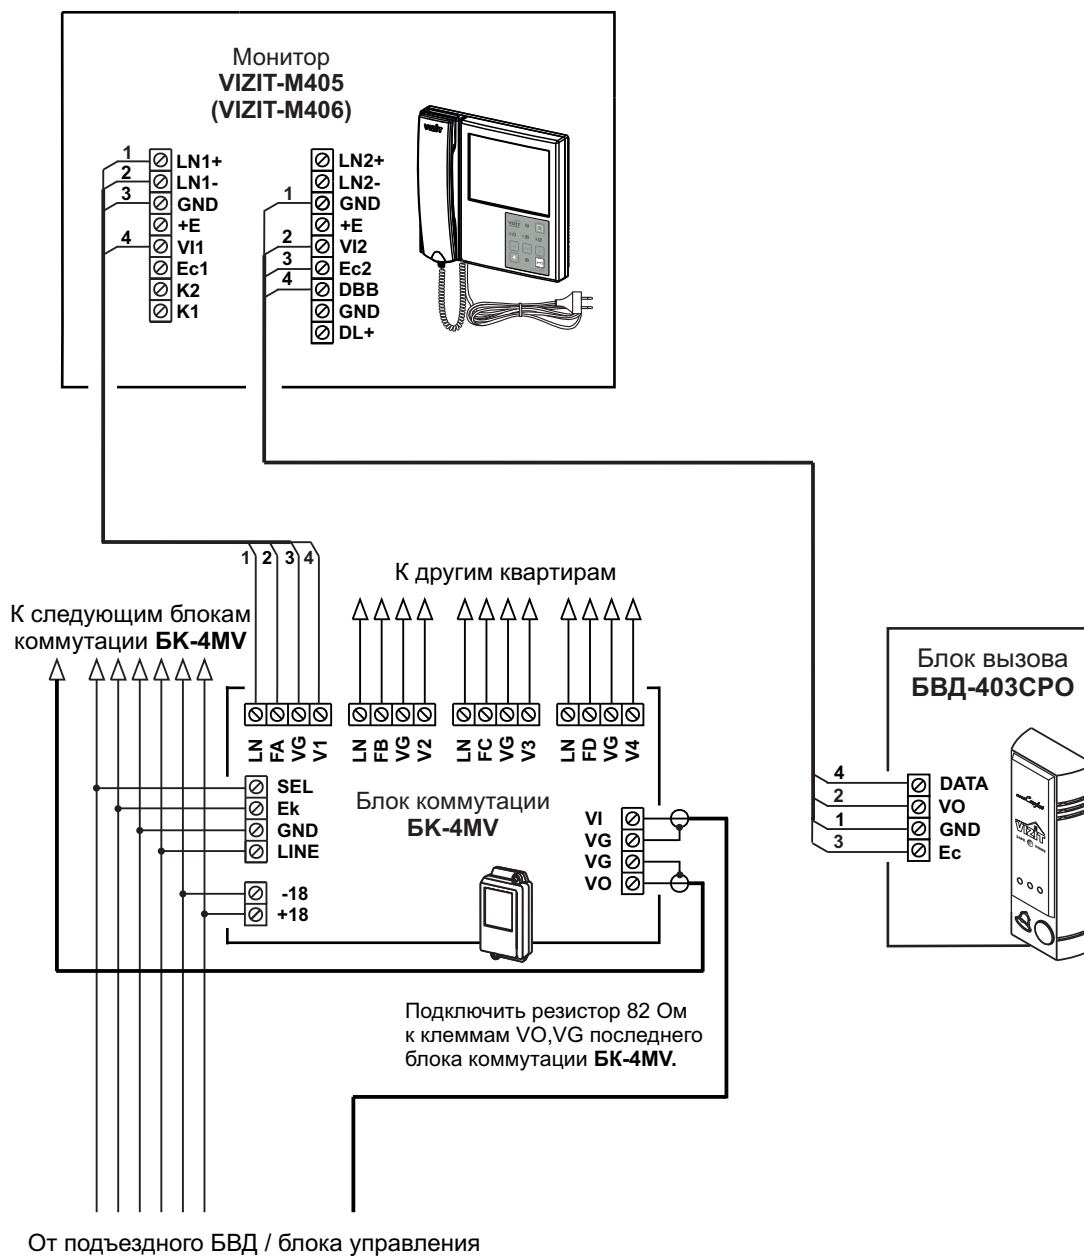 Монитор
VIZIT-M405
(VIZIT-M406)
VIZIT
1 LN1+
2 LN1-
3 GND
+E
4 VI1
Ec1
K2
K1
LN2+
LN2-
1 GND
+E
2 VI2
3 Ec2
4 DBB
GND
DL+
1 2 3 4
К другим квартирам
К следующим блокам
коммутации БК-4MV
LN FA VG V1
LN FB VG V2
LN FC VG V3
LN FD VG V4
SEL
Ek
GND
LINE
-18
+18
Блок коммутации
БК-4MV
VI
VG
VG
VO
Блок вызова
БВД-403CPO
4 DATA
2 VO
1 GND
3 Ec
VIZIT
Подключить резистор 82 Ом
к клеммам VO,VG последнего
блока коммутации БК-4MV.
От подъездного БВД / блока управления